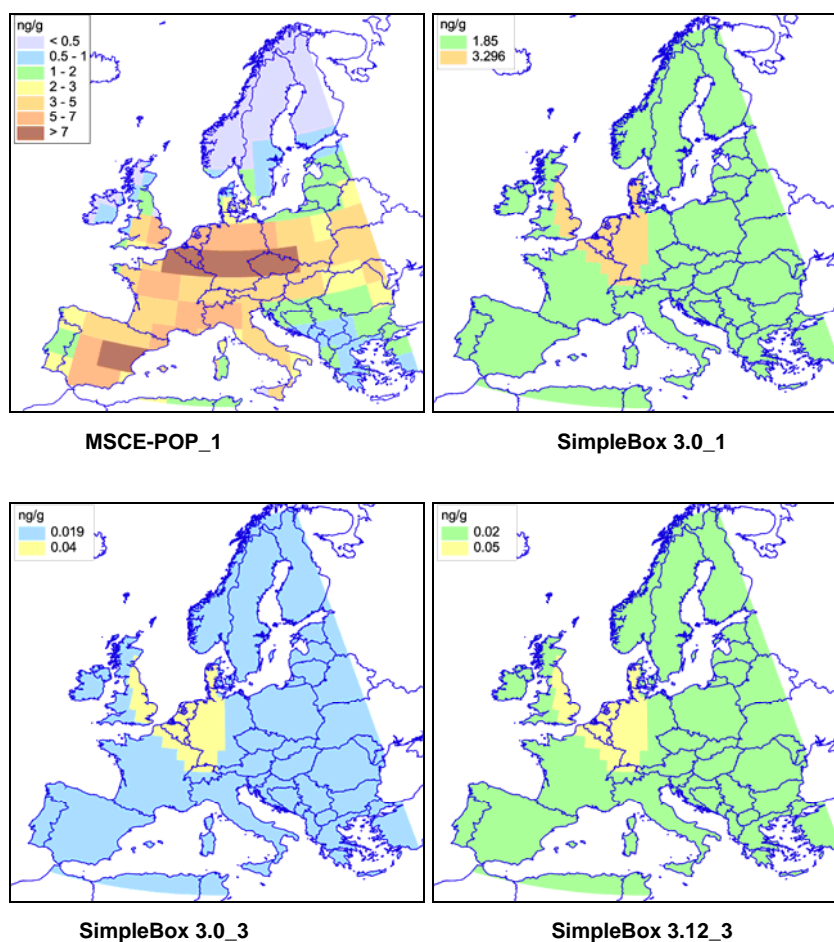 ng/g
< 0.5
0.5 - 1
1 - 2
2 - 3
3 - 5
5 - 7
> 7
ng/g
1.85
3.296
MSCE-POP_1
SimpleBox 3.0_1
ng/g
0.019
0.04
ng/g
0.02
0.05
SimpleBox 3.0_3
SimpleBox 3.12_3